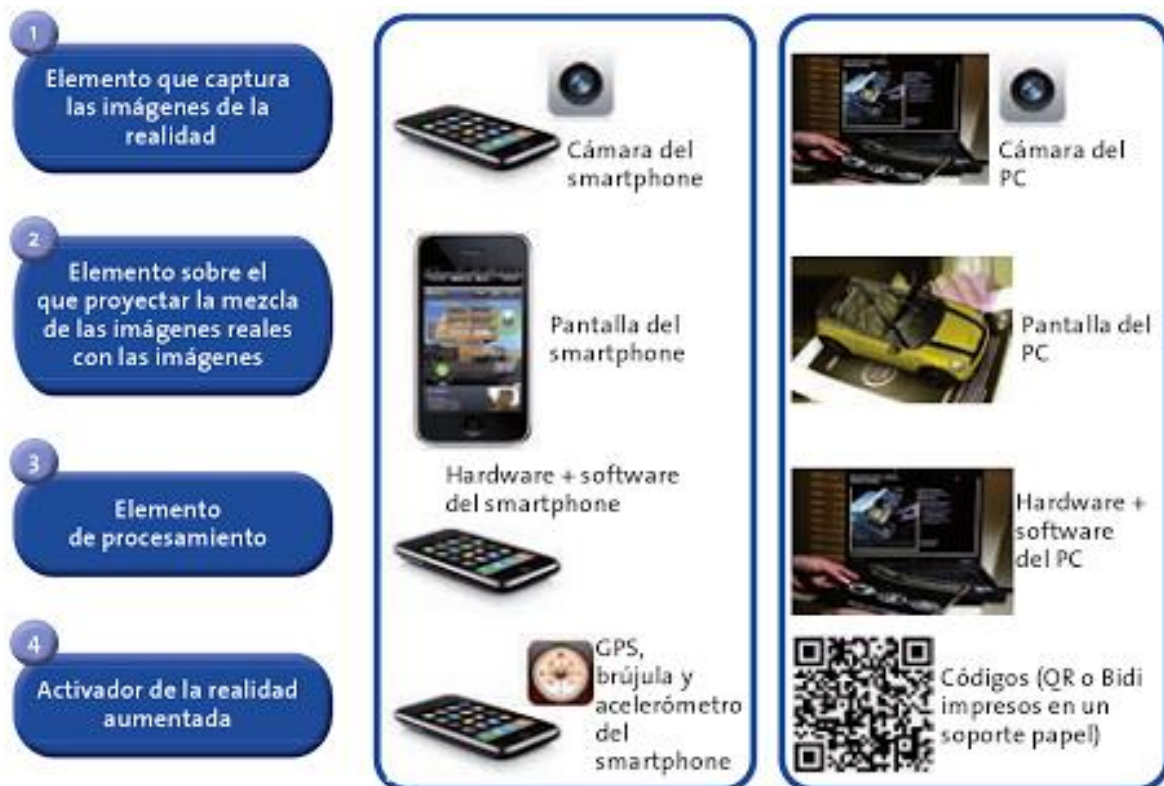 1
Elemento que captura
las imágenes de la
realidad
Cámara del
smartphone
Cámara del
PC
2
Elemento sobre el
que proyectar la mezcla
de las imágenes reales
con las imágenes
Pantalla del
smartphone
Pantalla del
PC
3
Elemento
de procesamiento
Hardware + software
del smartphone
Hardware +
software
del PC
4
Activador de la realidad
aumentada
GPS,
brújula y
acelerómetro
del
smartphone
Códigos (QR o Bidi
impresos en un
soporte papel)